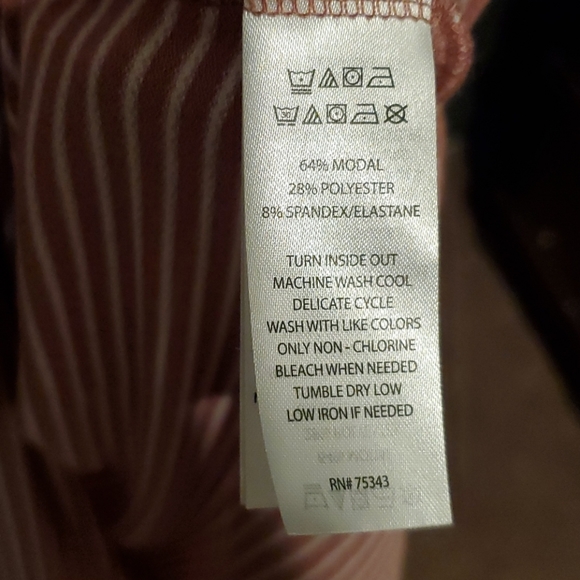 64% MODAL
28% POLYESTER
8% SPANDEX/ELASTANE
TURN INSIDE OUT
MACHINE WASH COOL
DELICATE CYCLE
WASH WITH LIKE COLORS
ONLY NON - CHLORINE
BLEACH WHEN NEEDED
TUMBLE DRY LOW
LOW IRON IF NEEDED
RN# 75343